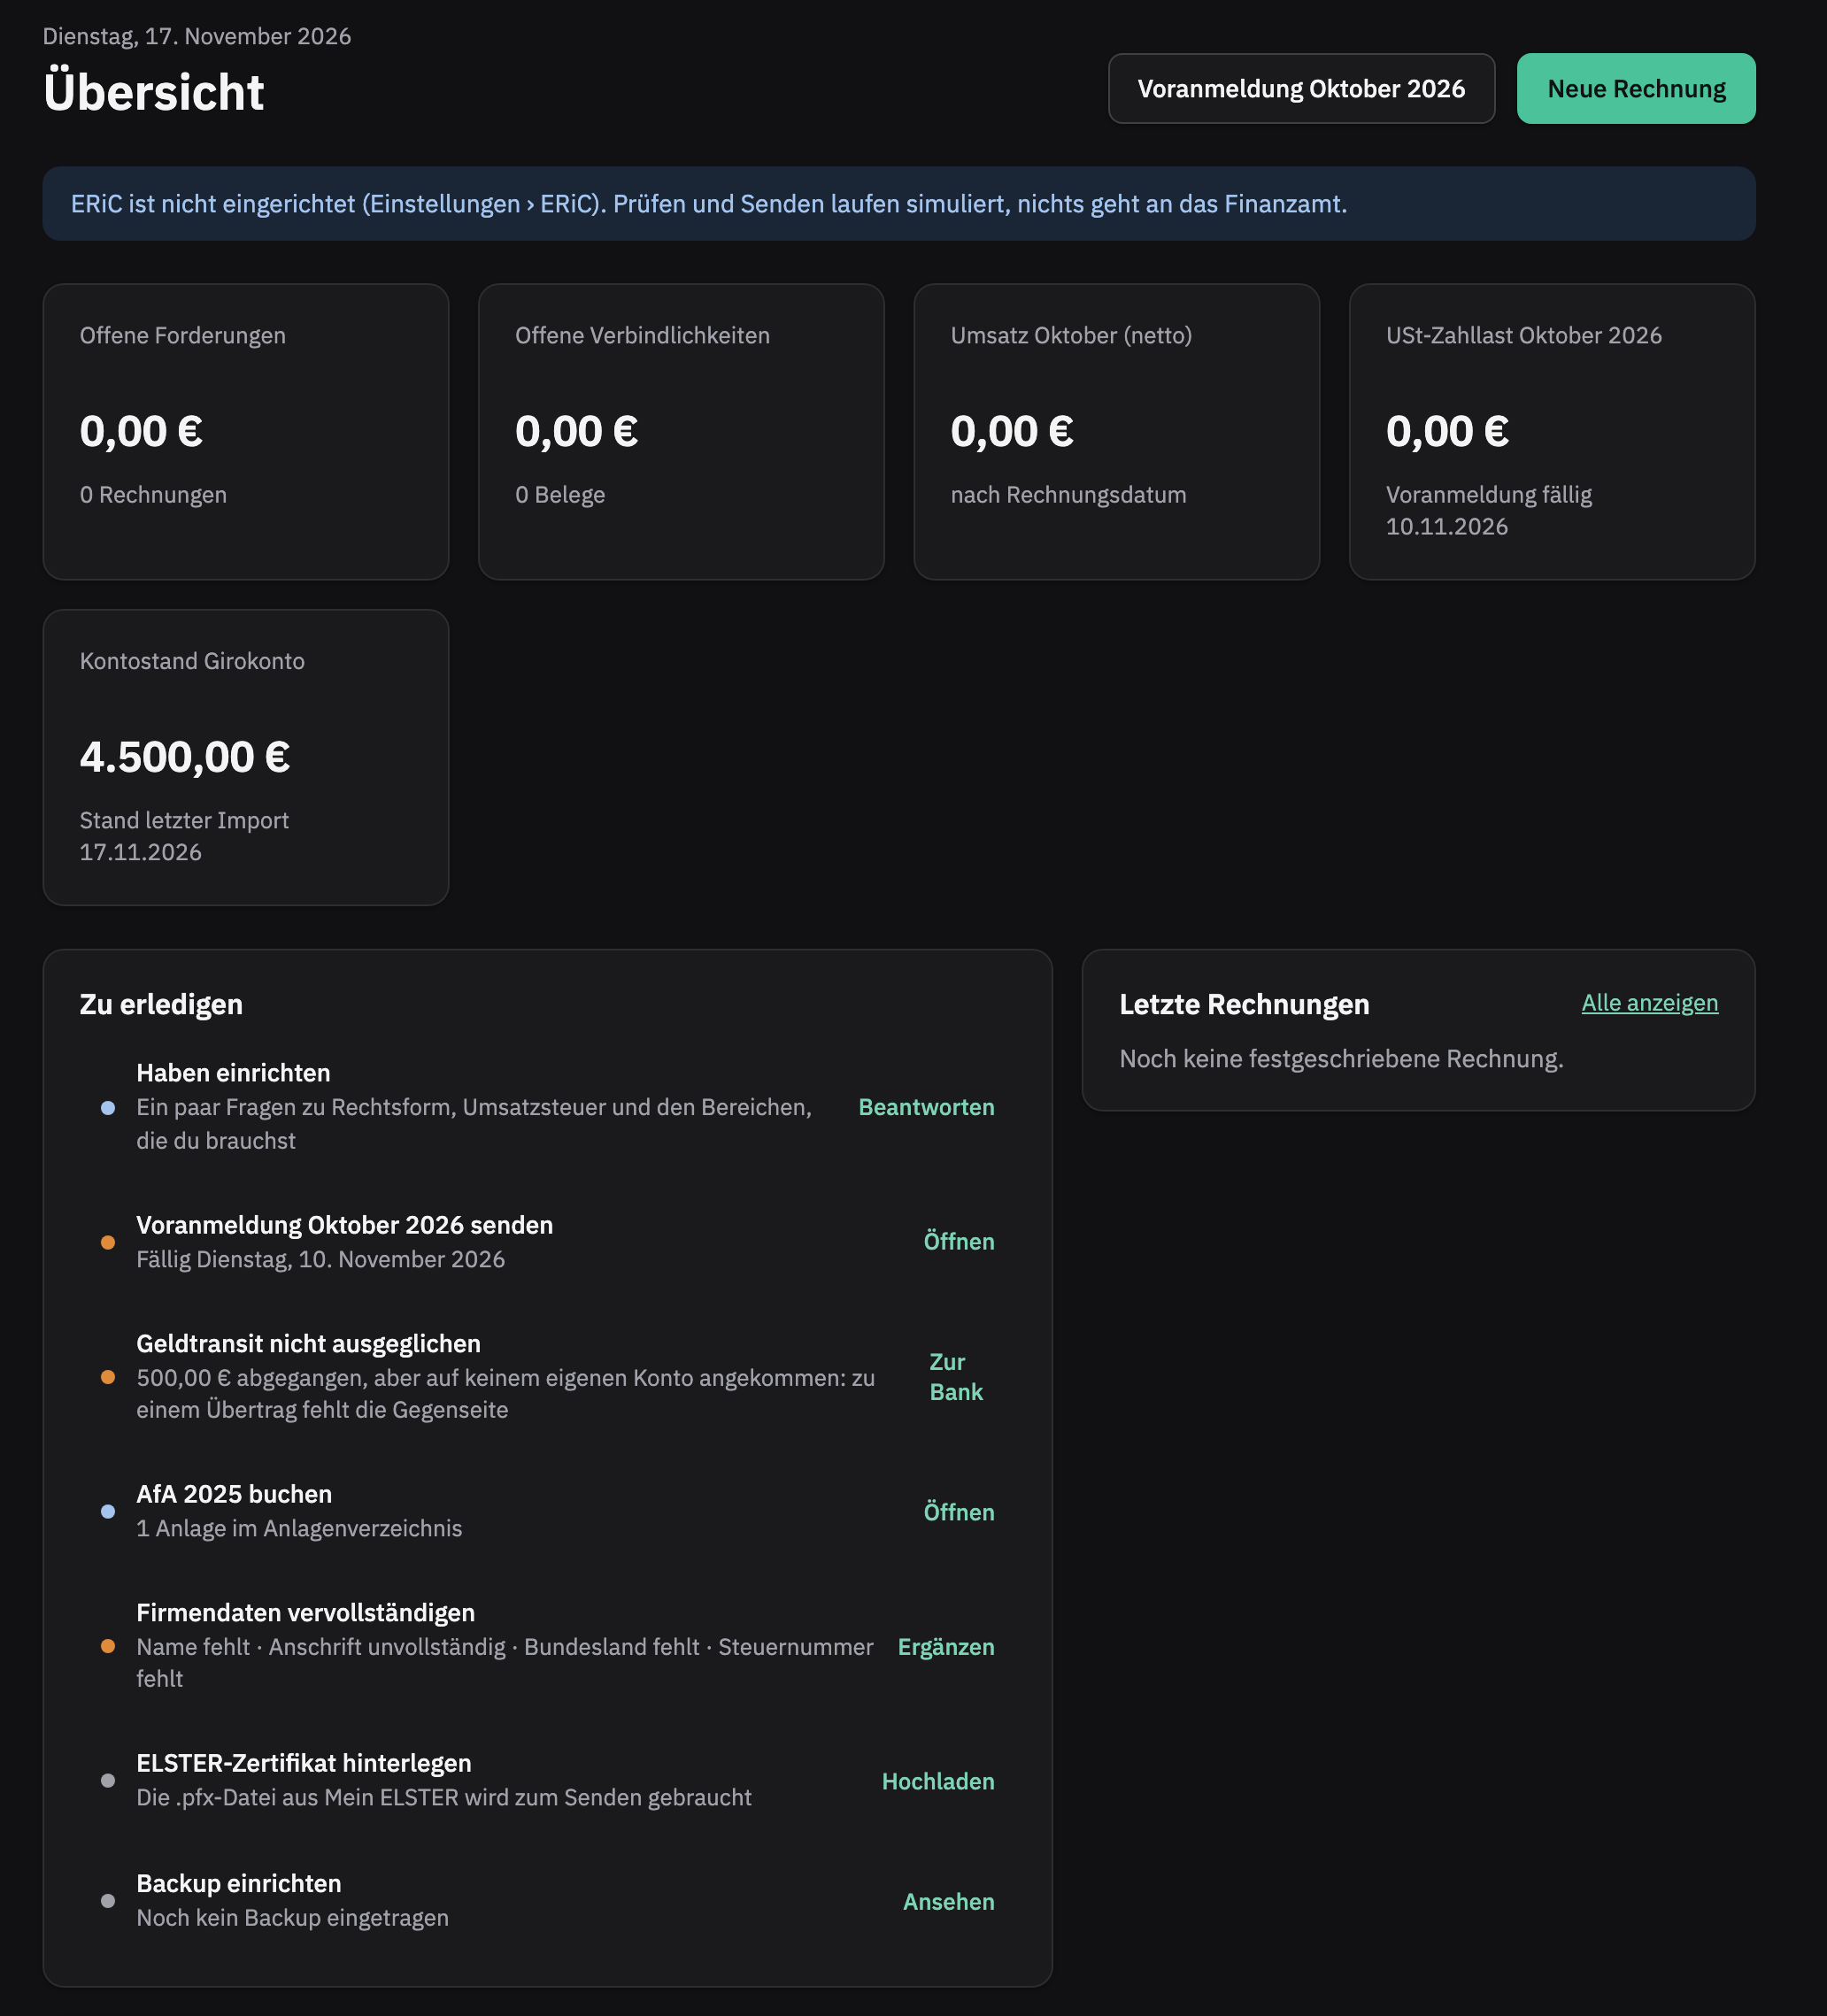 Dienstag, 17. November 2026
Übersicht
Voranmeldung Oktober 2026
Neue Rechnung
ERiC ist nicht eingerichtet (Einstellungen › ERiC). Prüfen und Senden laufen simuliert, nichts geht an das Finanzamt.
Offene Forderungen
0,00 €
0 Rechnungen
Offene Verbindlichkeiten
0,00 €
0 Belege
Umsatz Oktober (netto)
0,00 €
nach Rechnungsdatum
USt-Zahllast Oktober 2026
0,00 €
Voranmeldung fällig
10.11.2026
Kontostand Girokonto
4.500,00 €
Stand letzter Import
17.11.2026
Zu erledigen
Haben einrichten
Ein paar Fragen zu Rechtsform, Umsatzsteuer und den Bereichen,
die du brauchst
Beantworten
Voranmeldung Oktober 2026 senden
Fällig Dienstag, 10. November 2026
Öffnen
Geldtransit nicht ausgeglichen
500,00 € abgegangen, aber auf keinem eigenen Konto angekommen: zu
einem Übertrag fehlt die Gegenseite
Zur
Bank
AfA 2025 buchen
1 Anlage im Anlagenverzeichnis
Öffnen
Firmendaten vervollständigen
Name fehlt · Anschrift unvollständig · Bundesland fehlt · Steuernummer
fehlt
Ergänzen
ELSTER-Zertifikat hinterlegen
Die .pfx-Datei aus Mein ELSTER wird zum Senden gebraucht
Hochladen
Backup einrichten
Noch kein Backup eingetragen
Ansehen
Letzte Rechnungen
Alle anzeigen
Noch keine festgeschriebene Rechnung.